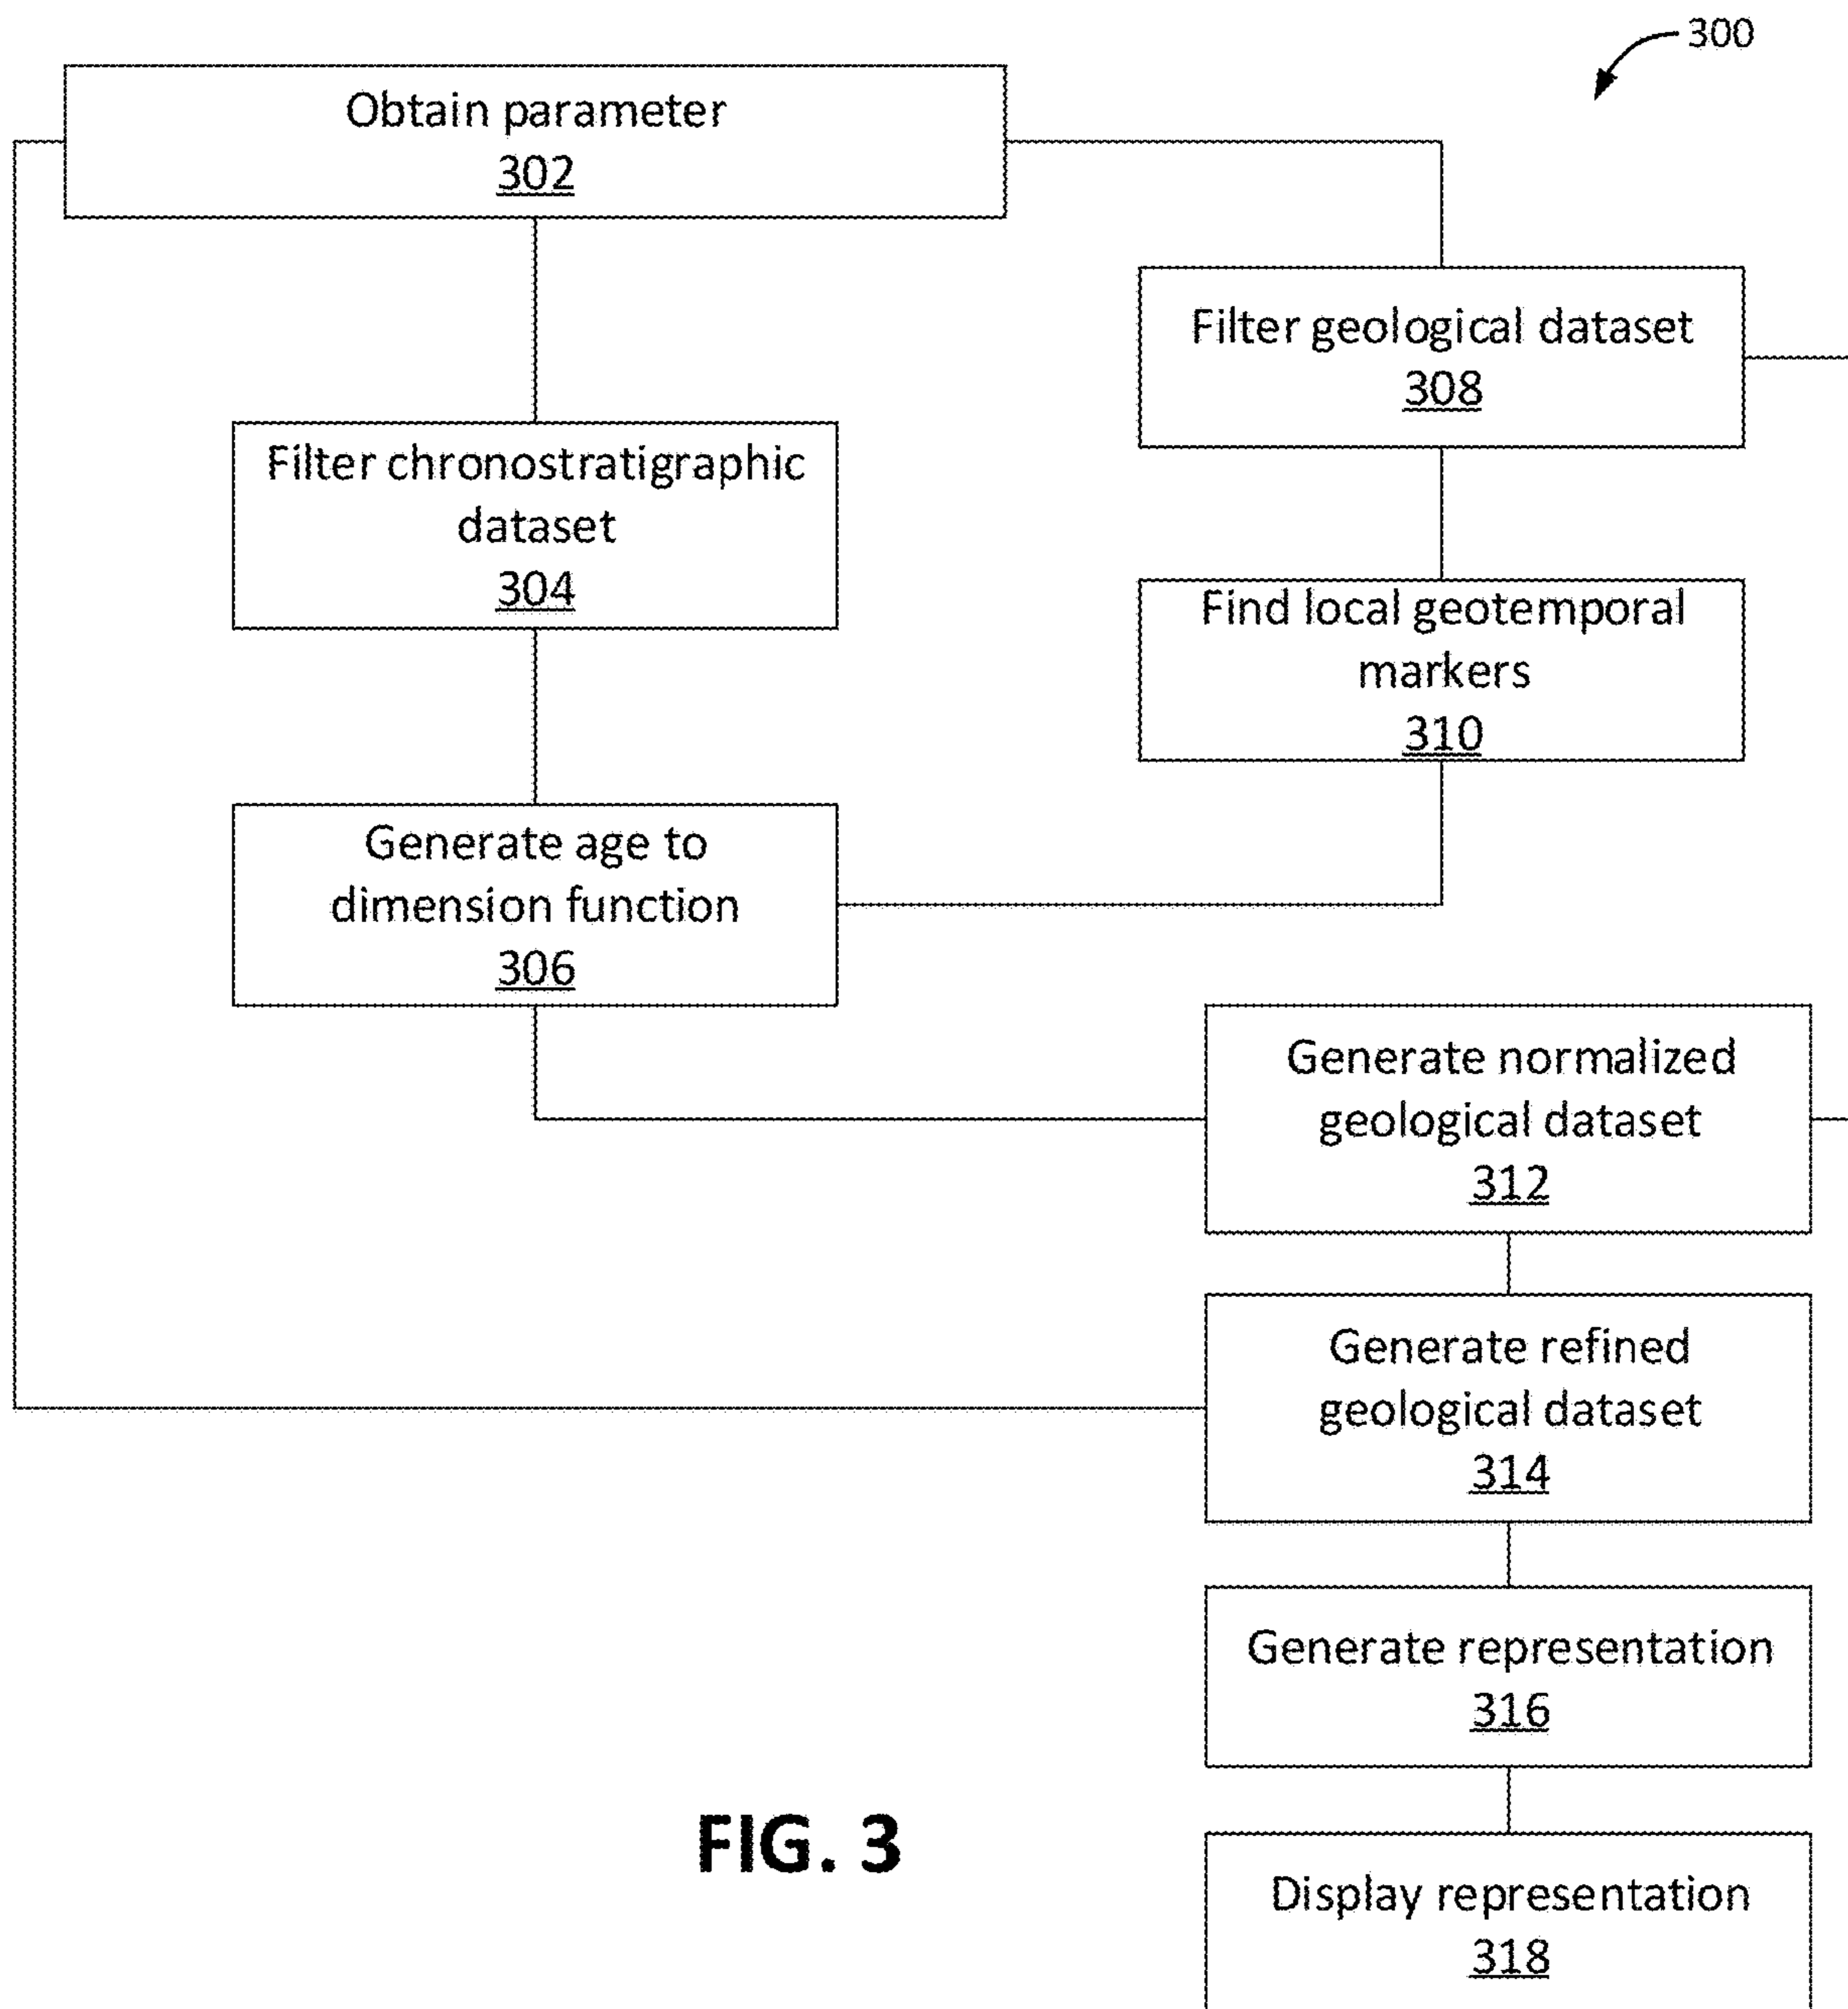 300
Obtain parameter
302
Filter geological dataset
308
Filter chronostratigraphic
dataset
304
Find local geotemporal
markers
310
Generate age to
dimension function
306
Generate normalized
geological dataset
312
Generate refined
geological dataset
314
Generate representation
316
FIG. 3
Display representation
318